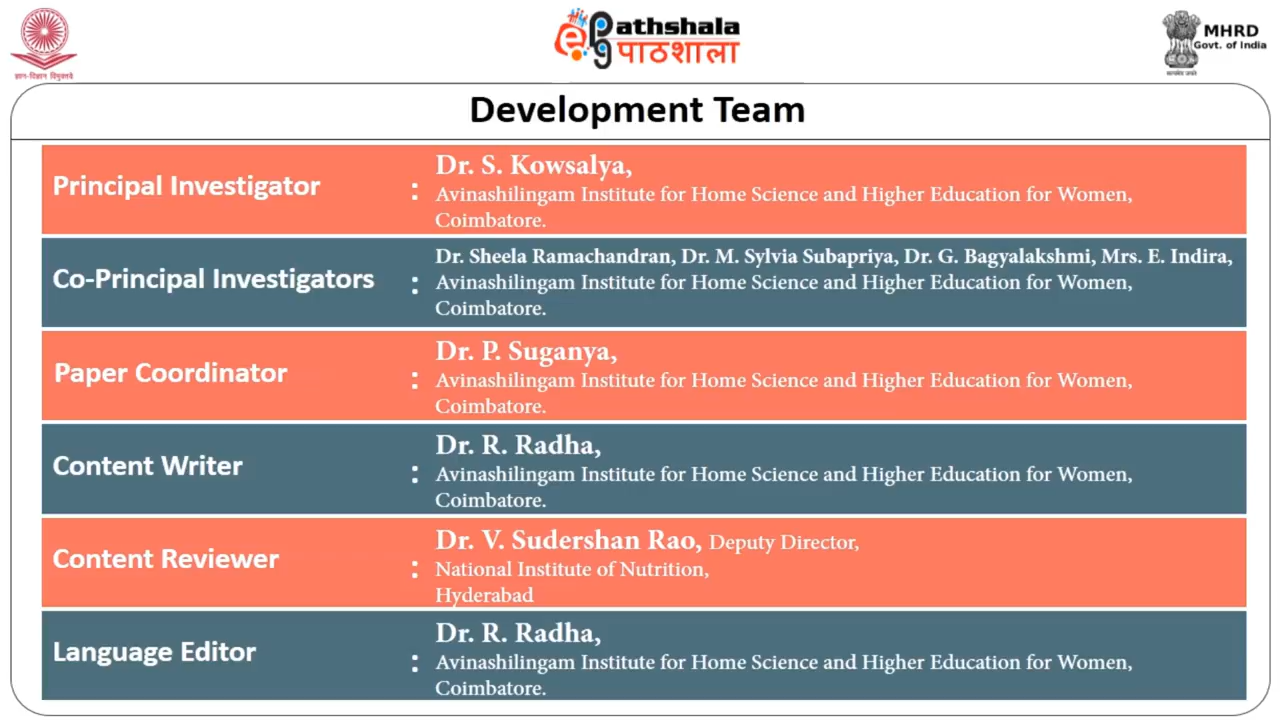 ज्ञान-विज्ञान विमुक्तये
ePG Pathshala
पाठशाला
MHRD
Govt. of India
सत्यमेव जयते
Development Team
Principal Investigator : Dr. S. Kowsalya,
Avinashilingam Institute for Home Science and Higher Education for Women,
Coimbatore.
Co-Principal Investigators : Dr. Sheela Ramachandran, Dr. M. Sylvia Subapriya, Dr. G. Bagyalakshmi, Mrs. E. Indira,
Avinashilingam Institute for Home Science and Higher Education for Women,
Coimbatore.
Paper Coordinator : Dr. P. Suganya,
Avinashilingam Institute for Home Science and Higher Education for Women,
Coimbatore.
Content Writer : Dr. R. Radha,
Avinashilingam Institute for Home Science and Higher Education for Women,
Coimbatore.
Content Reviewer : Dr. V. Sudershan Rao, Deputy Director,
National Institute of Nutrition,
Hyderabad
Language Editor : Dr. R. Radha,
Avinashilingam Institute for Home Science and Higher Education for Women,
Coimbatore.